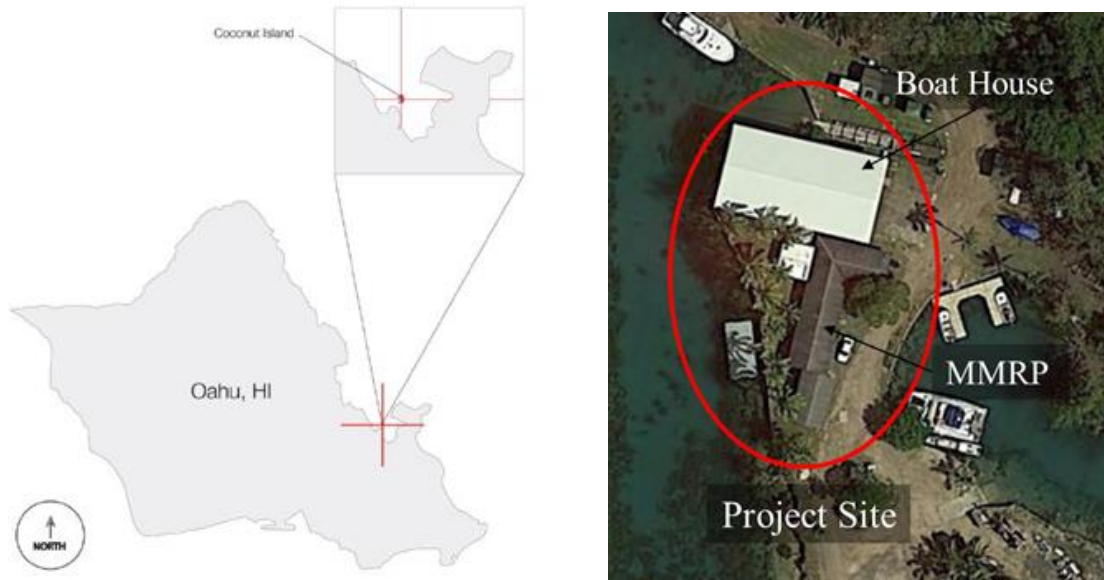 Coconut Island
Oahu, HI
NORTH
Boat House
MMRP
Project Site